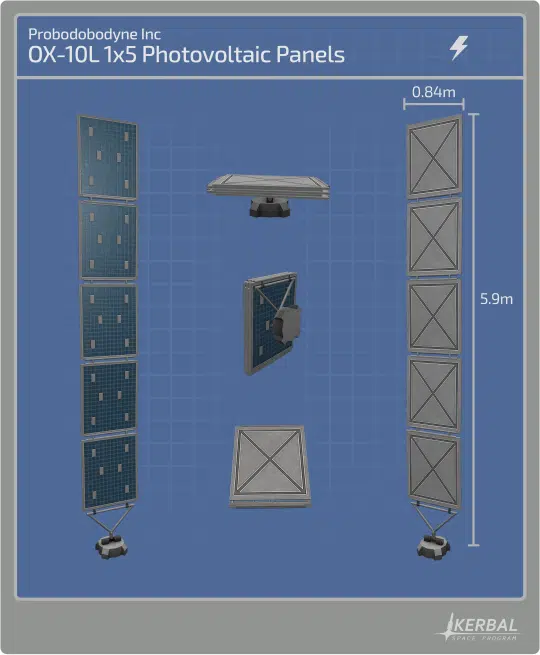 Probodobodyne Inc
OX-10L 1x5 Photovoltaic Panels
0.84m
5.9m
KERBAL
SPACE PROGRAM